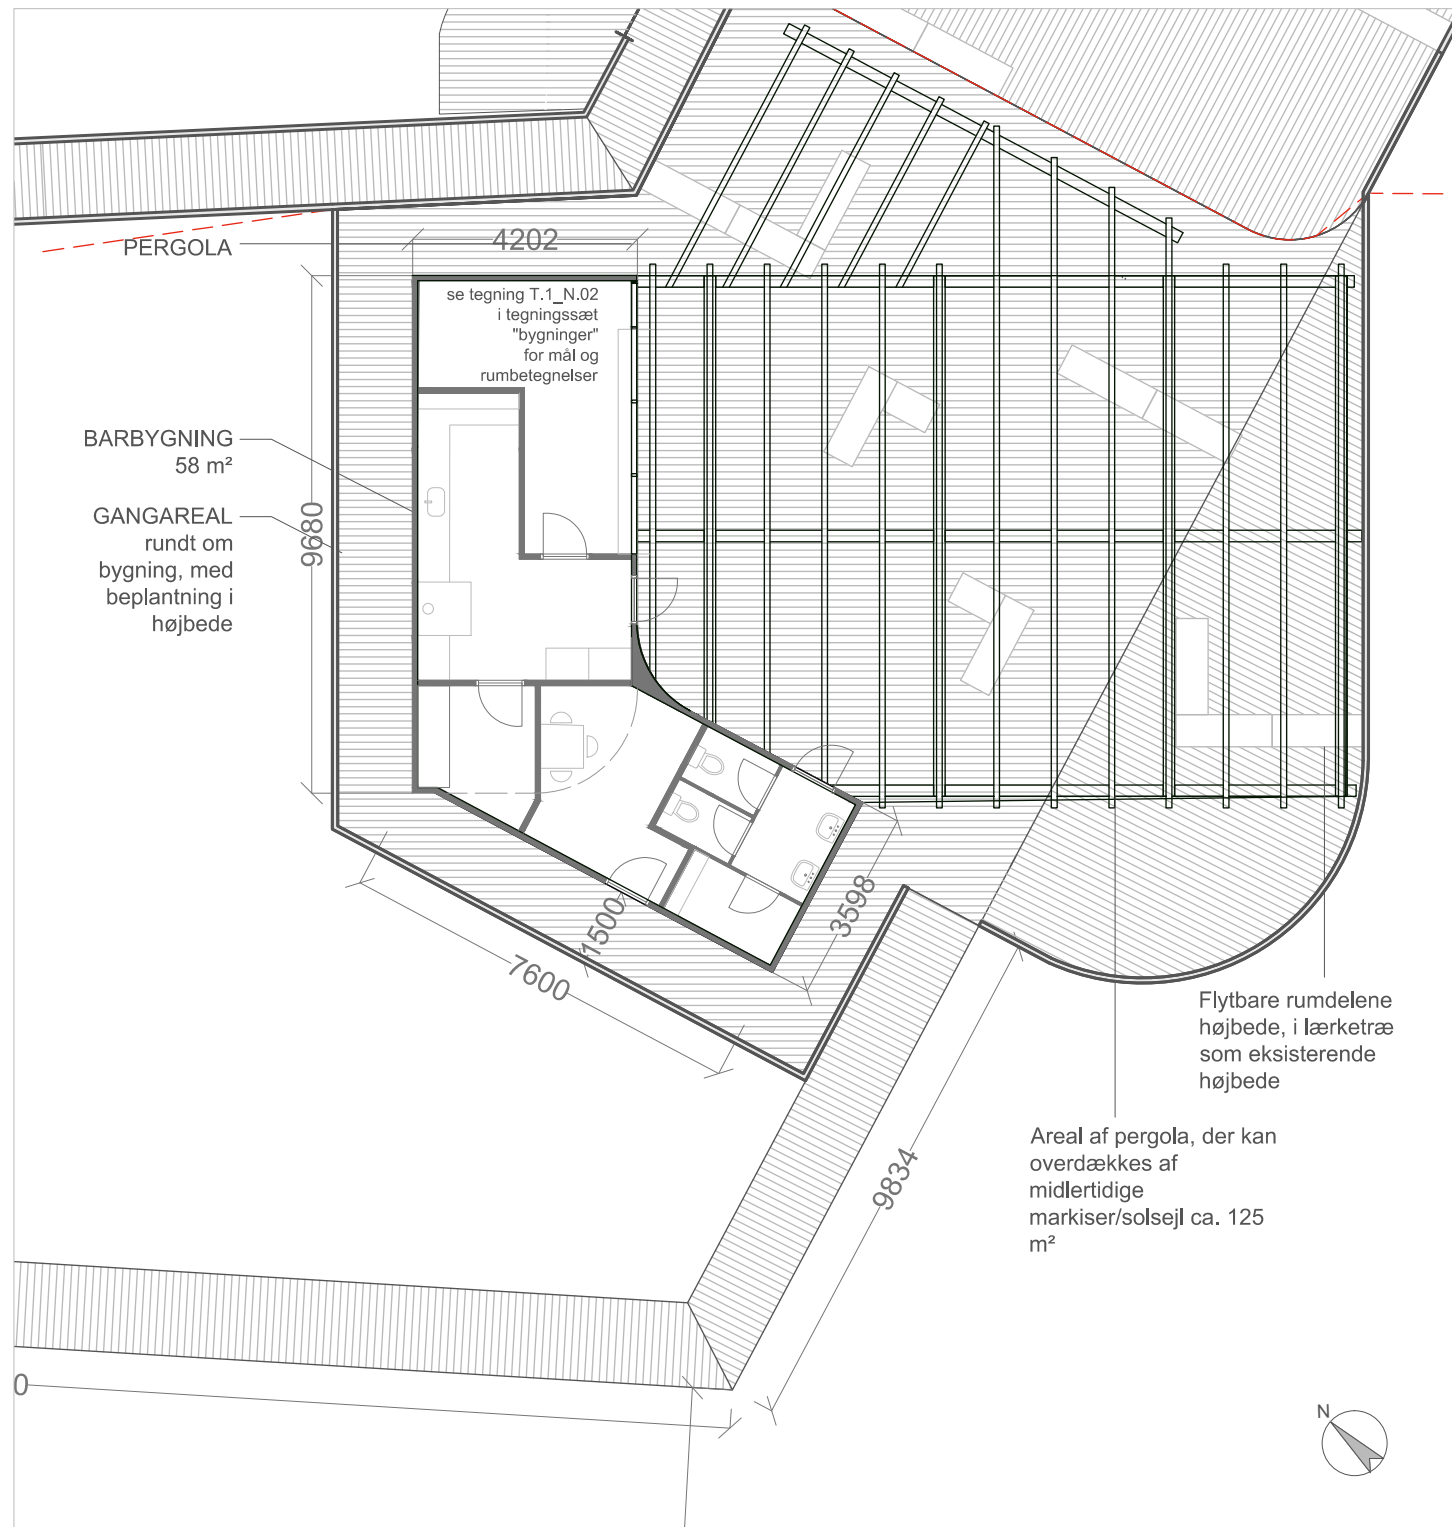 PERGOLA
4202
se tegning T.1_N.02
i tegningssæt
"bygninger"
for mål og
rumbetegnelser
BARBYGNING
58 m²
GANGAREAL
rundt om
bygning, med
beplantning i
højbede
9680
3598
1500
7600
Flytbare rumdelene
højbede, i lærketræ
som eksisterende
højbede
Areal af pergola, der kan
overdækkes af
midlertidige
markiser/solsejl ca. 125
m²
9834
0
N